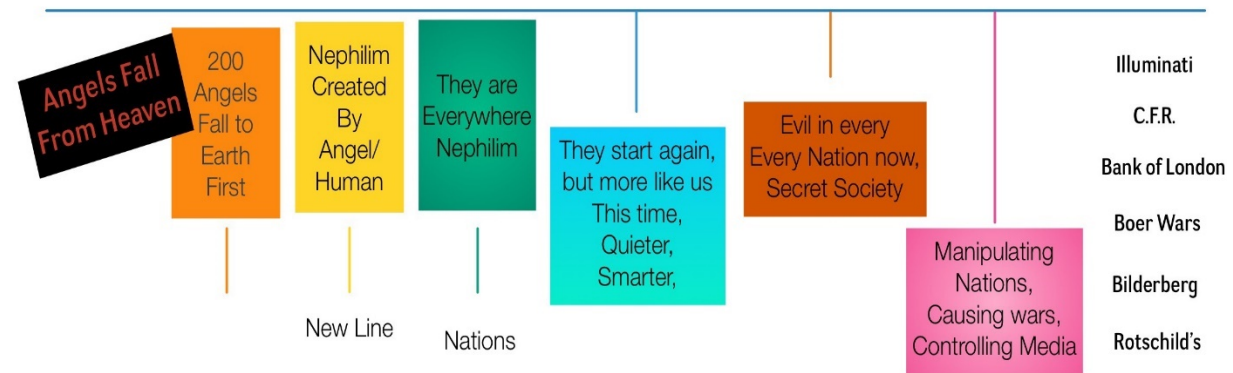 Angels Fall
From Heaven
200
Angels
Fall to
Earth
First
Nephilim
Created
By
Angel/
Human
New Line
They are
Everywhere
Nephilim
Nations
They start again,
but more like us
This time,
Quieter,
Smarter,
Evil in every
Every Nation now,
Secret Society
Manipulating
Nations,
Causing wars,
Controlling Media
Illuminati
C.F.R.
Bank of London
Boer Wars
Bilderberg
Rotschild's